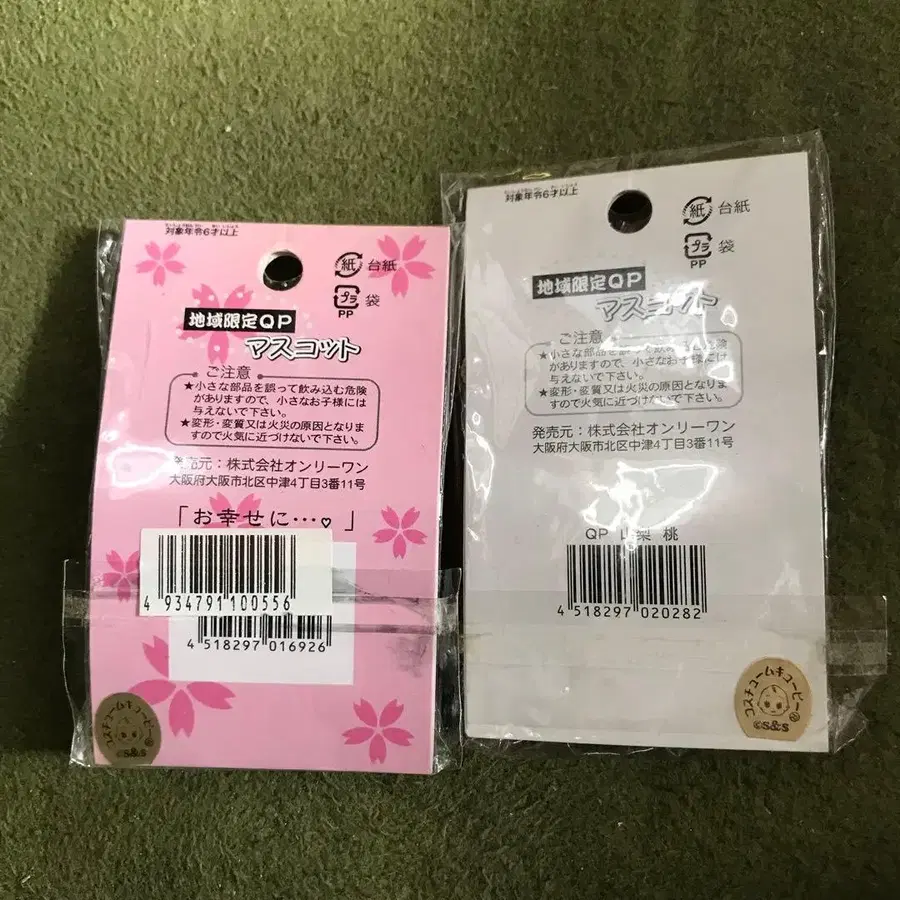 対象年令6才以上
紙 台紙
プラ 袋
PP
地域限定QP
マスコット
ご注意
★小さな部品を誤って飲み込む危険
がありますので、小さなお子様には
与えないで下さい。
★変形・変質又は火災の原因となりま
すので火気に近づけないで下さい。
発売元：株式会社オンリーワン
大阪府大阪市北区中津4丁目3番11号
「お幸せに…♡」
4 934791 100556
4 518297 016926
コスチュームキューピー
©S&S
対象年令6才以上
紙 台紙
プラ 袋
PP
地域限定QP
マスコット
ご注意
★小さな部品を誤って飲み込む危険
がありますので、小さなお子様には
与えないで下さい。
★変形・変質又は火災の原因となりま
すので火気に近づけないで下さい。
発売元：株式会社オンリーワン
大阪府大阪市北区中津4丁目3番11号
QP 山梨 桃
4 518297 020282
コスチュームキューピー
©S&S